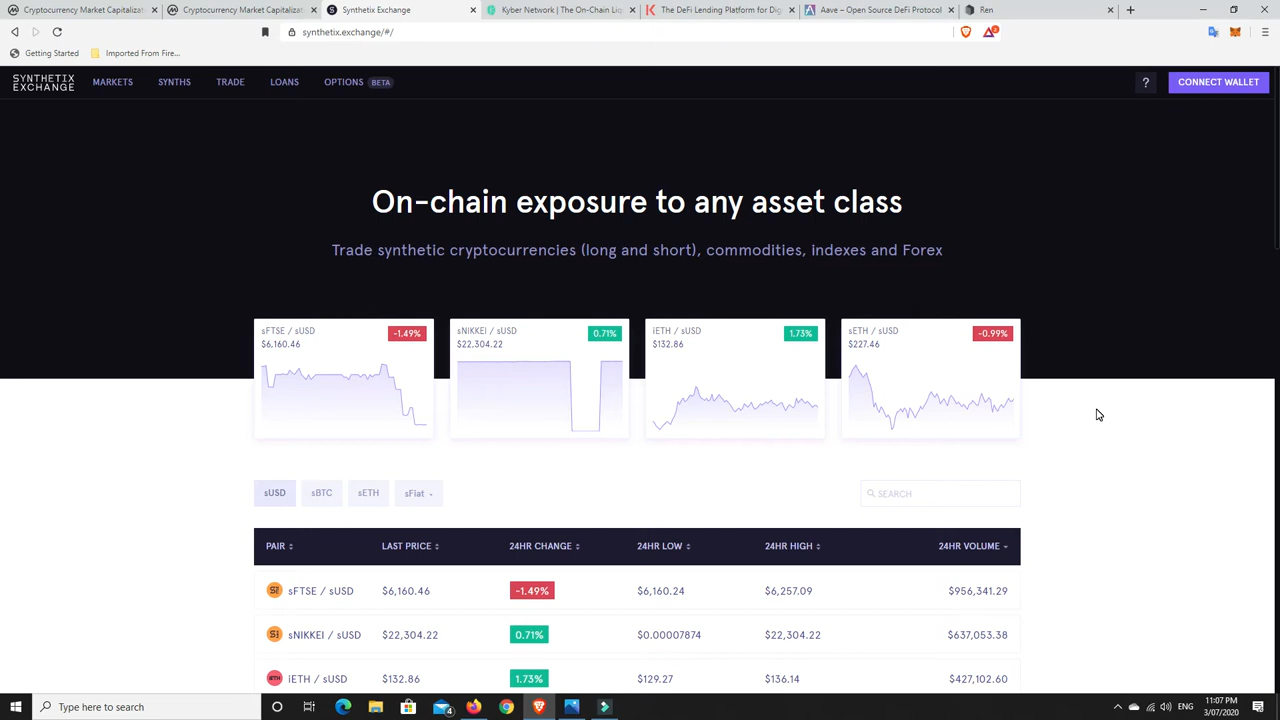 Cryptocurrency Market Capitalizat
Cryptocurrency Market Capitalizat
Synthetix Exchange
Kyber Network | The On-Chain Liq
The DeFi Lending Platform for Dig
Aave – Open Source DeFi Protocol
Ren
synthetix.exchange/#/
2
Getting Started
Imported From Fire...
SYNTHETIX
EXCHANGE
MARKETS
SYNTHS
TRADE
LOANS
OPTIONS BETA
?
CONNECT WALLET
On-chain exposure to any asset class
Trade synthetic cryptocurrencies (long and short), commodities, indexes and Forex
sFTSE / sUSD
-1.49%
$6,160.46
sNIKKEI / sUSD
0.71%
$22,304.22
iETH / sUSD
1.73%
$132.86
sETH / sUSD
-0.99%
$227.46
sUSD
sBTC
sETH
sFiat
SEARCH
PAIR
LAST PRICE
24HR CHANGE
24HR LOW
24HR HIGH
24HR VOLUME
sFTSE / sUSD
$6,160.46
-1.49%
$6,160.24
$6,257.09
$956,341.29
sNIKKEI / sUSD
$22,304.22
0.71%
$0.00007874
$22,304.22
$637,053.38
iETH / sUSD
$132.86
1.73%
$129.27
$136.14
$427,102.60
Type here to search
4
ENG
11:07 PM
3/07/2020